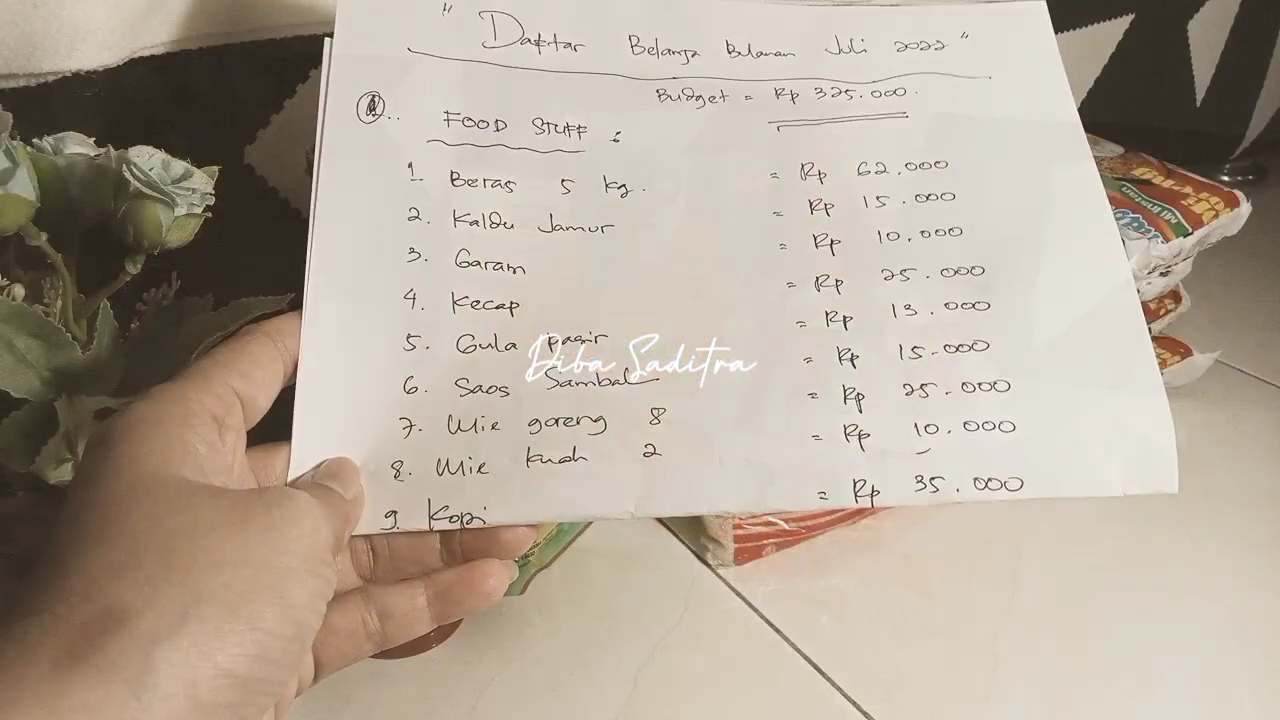 " Daftar Belanja Bulanan Juli 2022 "
Budget = Rp 325.000.
FOOD STUFF :
1. Beras 5 kg. = Rp 62.000
2. Kaldu Jamur = Rp 15.000
3. Garam = Rp 10.000
4. Kecap = Rp 25.000
5. Gula pasir = Rp 13.000
6. Saos Sambal = Rp 15.000
7. Mie goreng 8 = Rp 25.000
8. Mie kuah 2 = Rp 10.000
9. Kopi = Rp 35.000
Diba Saditra
MI INSTAN